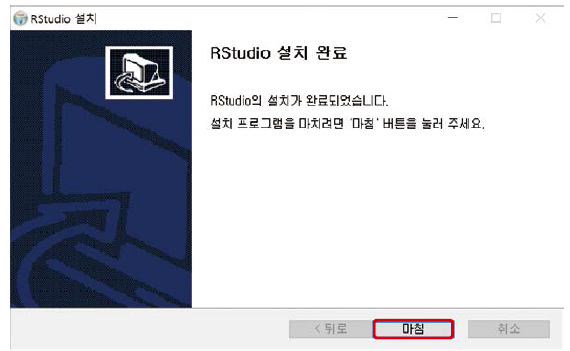 RStudio 설치
RStudio 설치 완료
RStudio의 설치가 완료되었습니다.
설치 프로그램을 마치려면 '마침' 버튼을 눌러 주세요.
< 뒤로
마침
취소